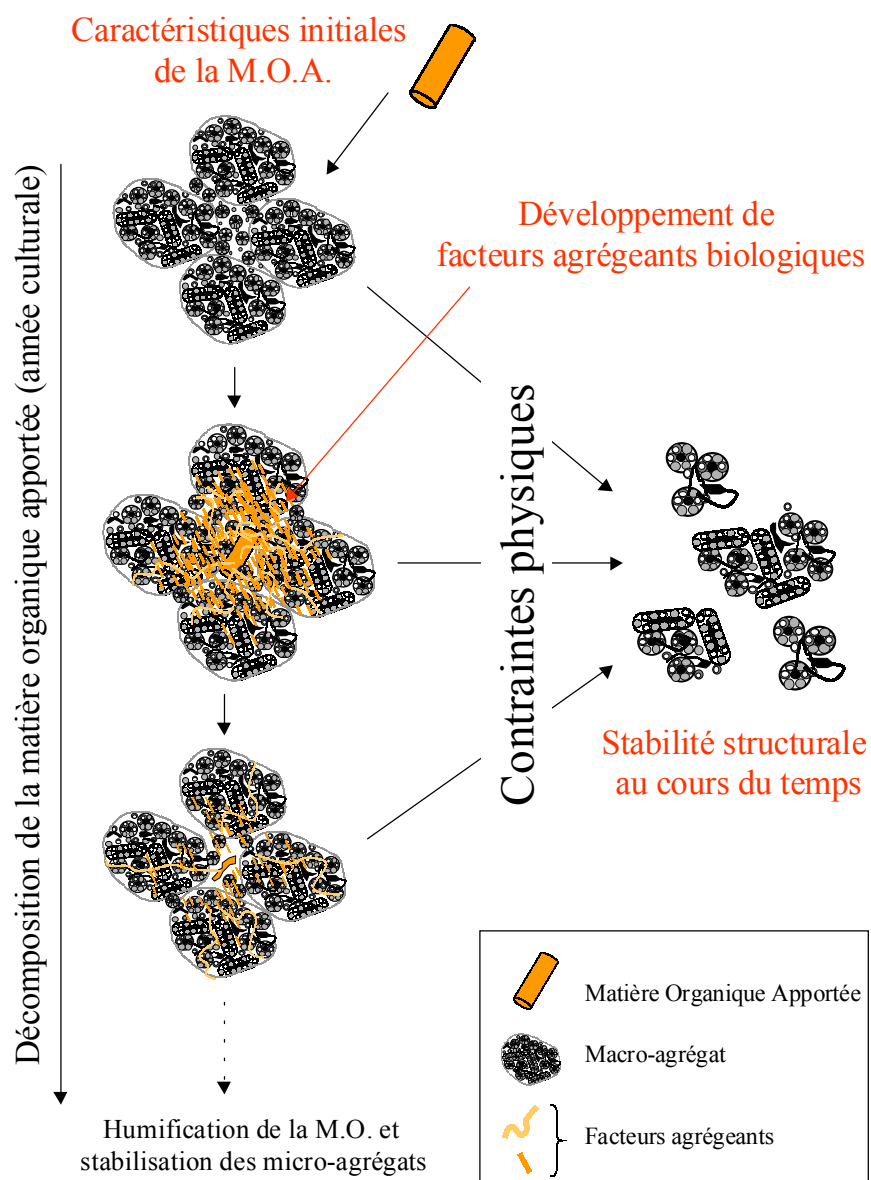 Caractéristiques initiales
de la M.O.A.
Développement de
facteurs agrégeants biologiques
Décomposition de la matière organique apportée (année culturale)
Contraintes physiques
Stabilité structurale
au cours du temps
Humification de la M.O. et
stabilisation des micro-agrégats
Matière Organique Apportée
Macro-agrégat
Facteurs agrégeants